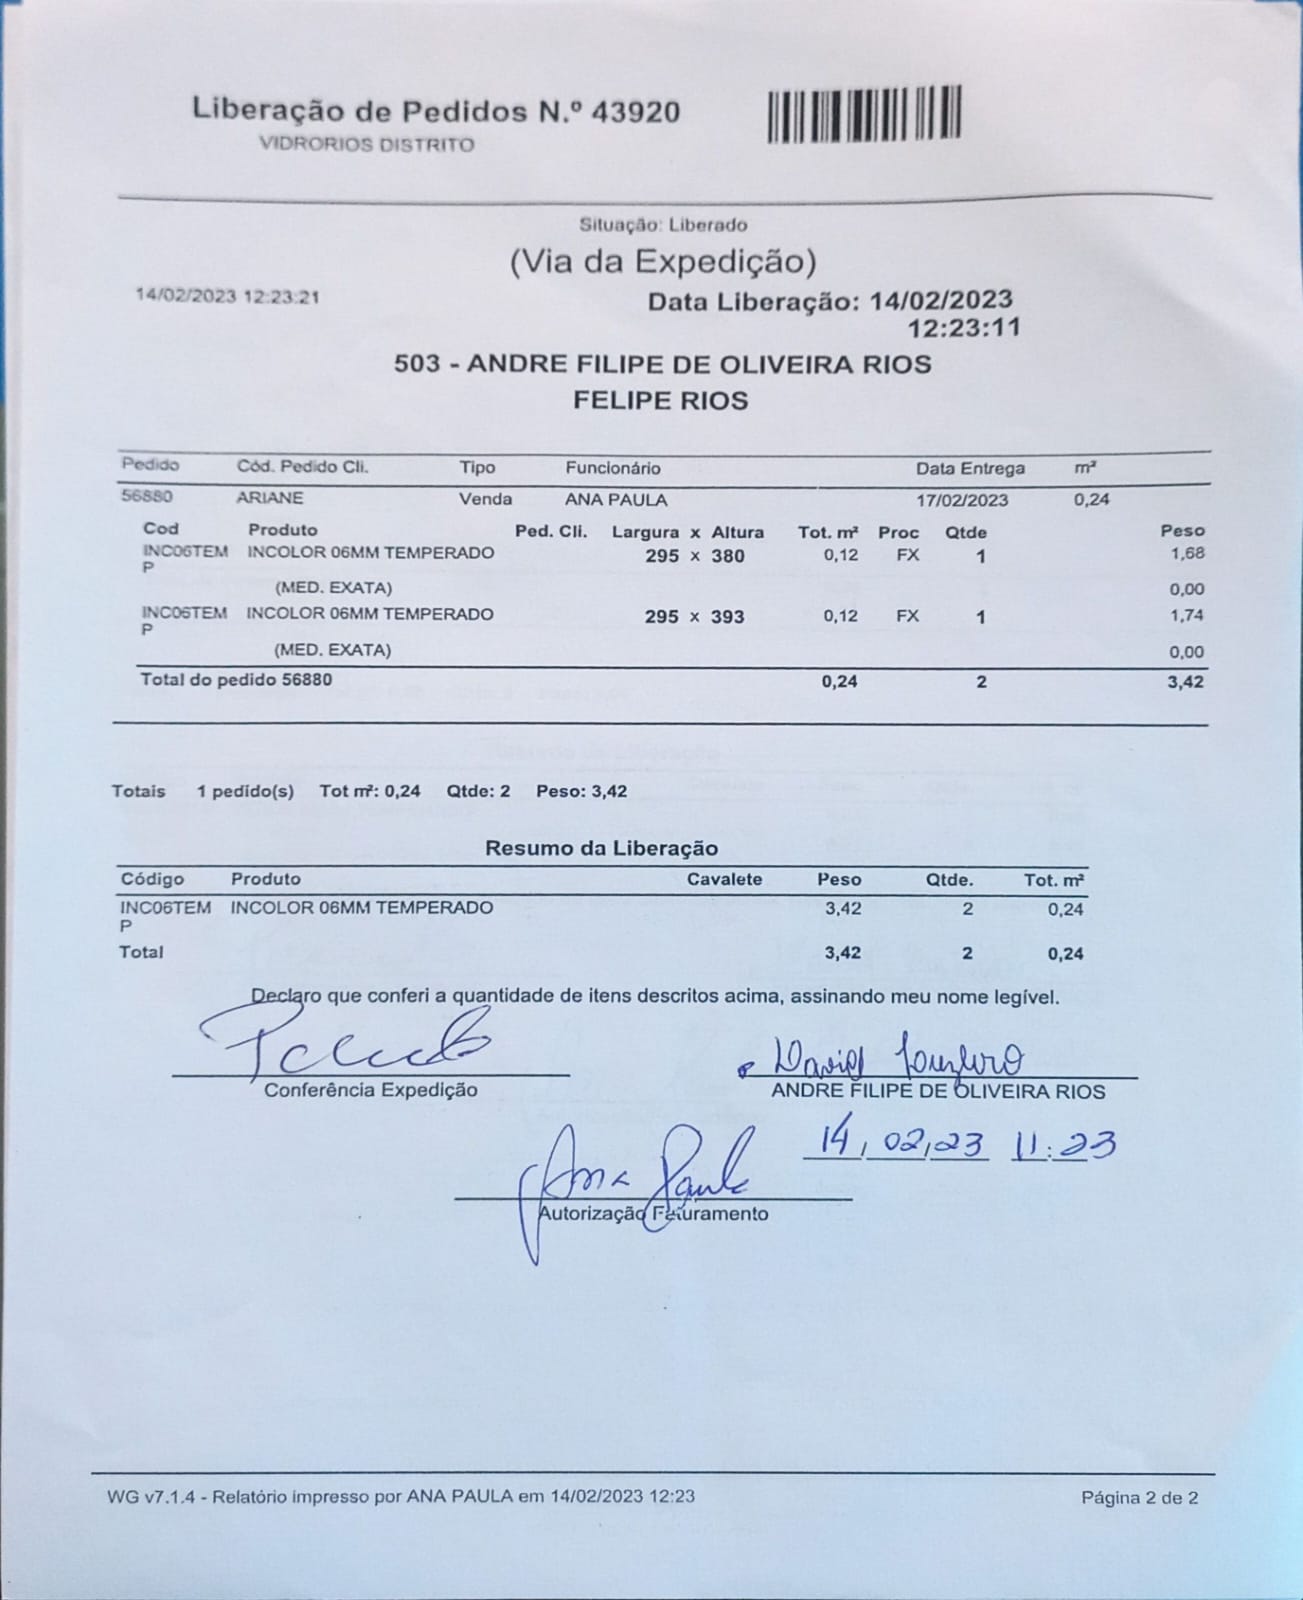 Liberação de Pedidos N.º 43920
VIDRORIOS DISTRITO
Situação: Liberado
(Via da Expedição)
14/02/2023 12:23:21
Data Liberação: 14/02/2023
12:23:11
503 - ANDRE FILIPE DE OLIVEIRA RIOS
FELIPE RIOS
Pedido Cód. Pedido Cli. Tipo Funcionário Data Entrega m²
56880 ARIANE Venda ANA PAULA 17/02/2023 0,24
Cod Produto Ped. Cli. Largura x Altura Tot. m² Proc Qtde Peso
INC06TEM INCOLOR 06MM TEMPERADO 295 x 380 0,12 FX 1 1,68
P
(MED. EXATA) 0,00
INC06TEM INCOLOR 06MM TEMPERADO 295 x 393 0,12 FX 1 1,74
P
(MED. EXATA) 0,00
Total do pedido 56880 0,24 2 3,42
Totais 1 pedido(s) Tot m²: 0,24 Qtde: 2 Peso: 3,42
Resumo da Liberação
Código Produto Cavalete Peso Qtde. Tot. m²
INC06TEM INCOLOR 06MM TEMPERADO 3,42 2 0,24
P
Total 3,42 2 0,24
Declaro que conferi a quantidade de itens descritos acima, assinando meu nome legível.
David
Conferência Expedição ANDRE FILIPE DE OLIVEIRA RIOS
14, 02, 23 11:23
Ana Paula
Autorização Faturamento
WG v7.1.4 - Relatório impresso por ANA PAULA em 14/02/2023 12:23 Página 2 de 2